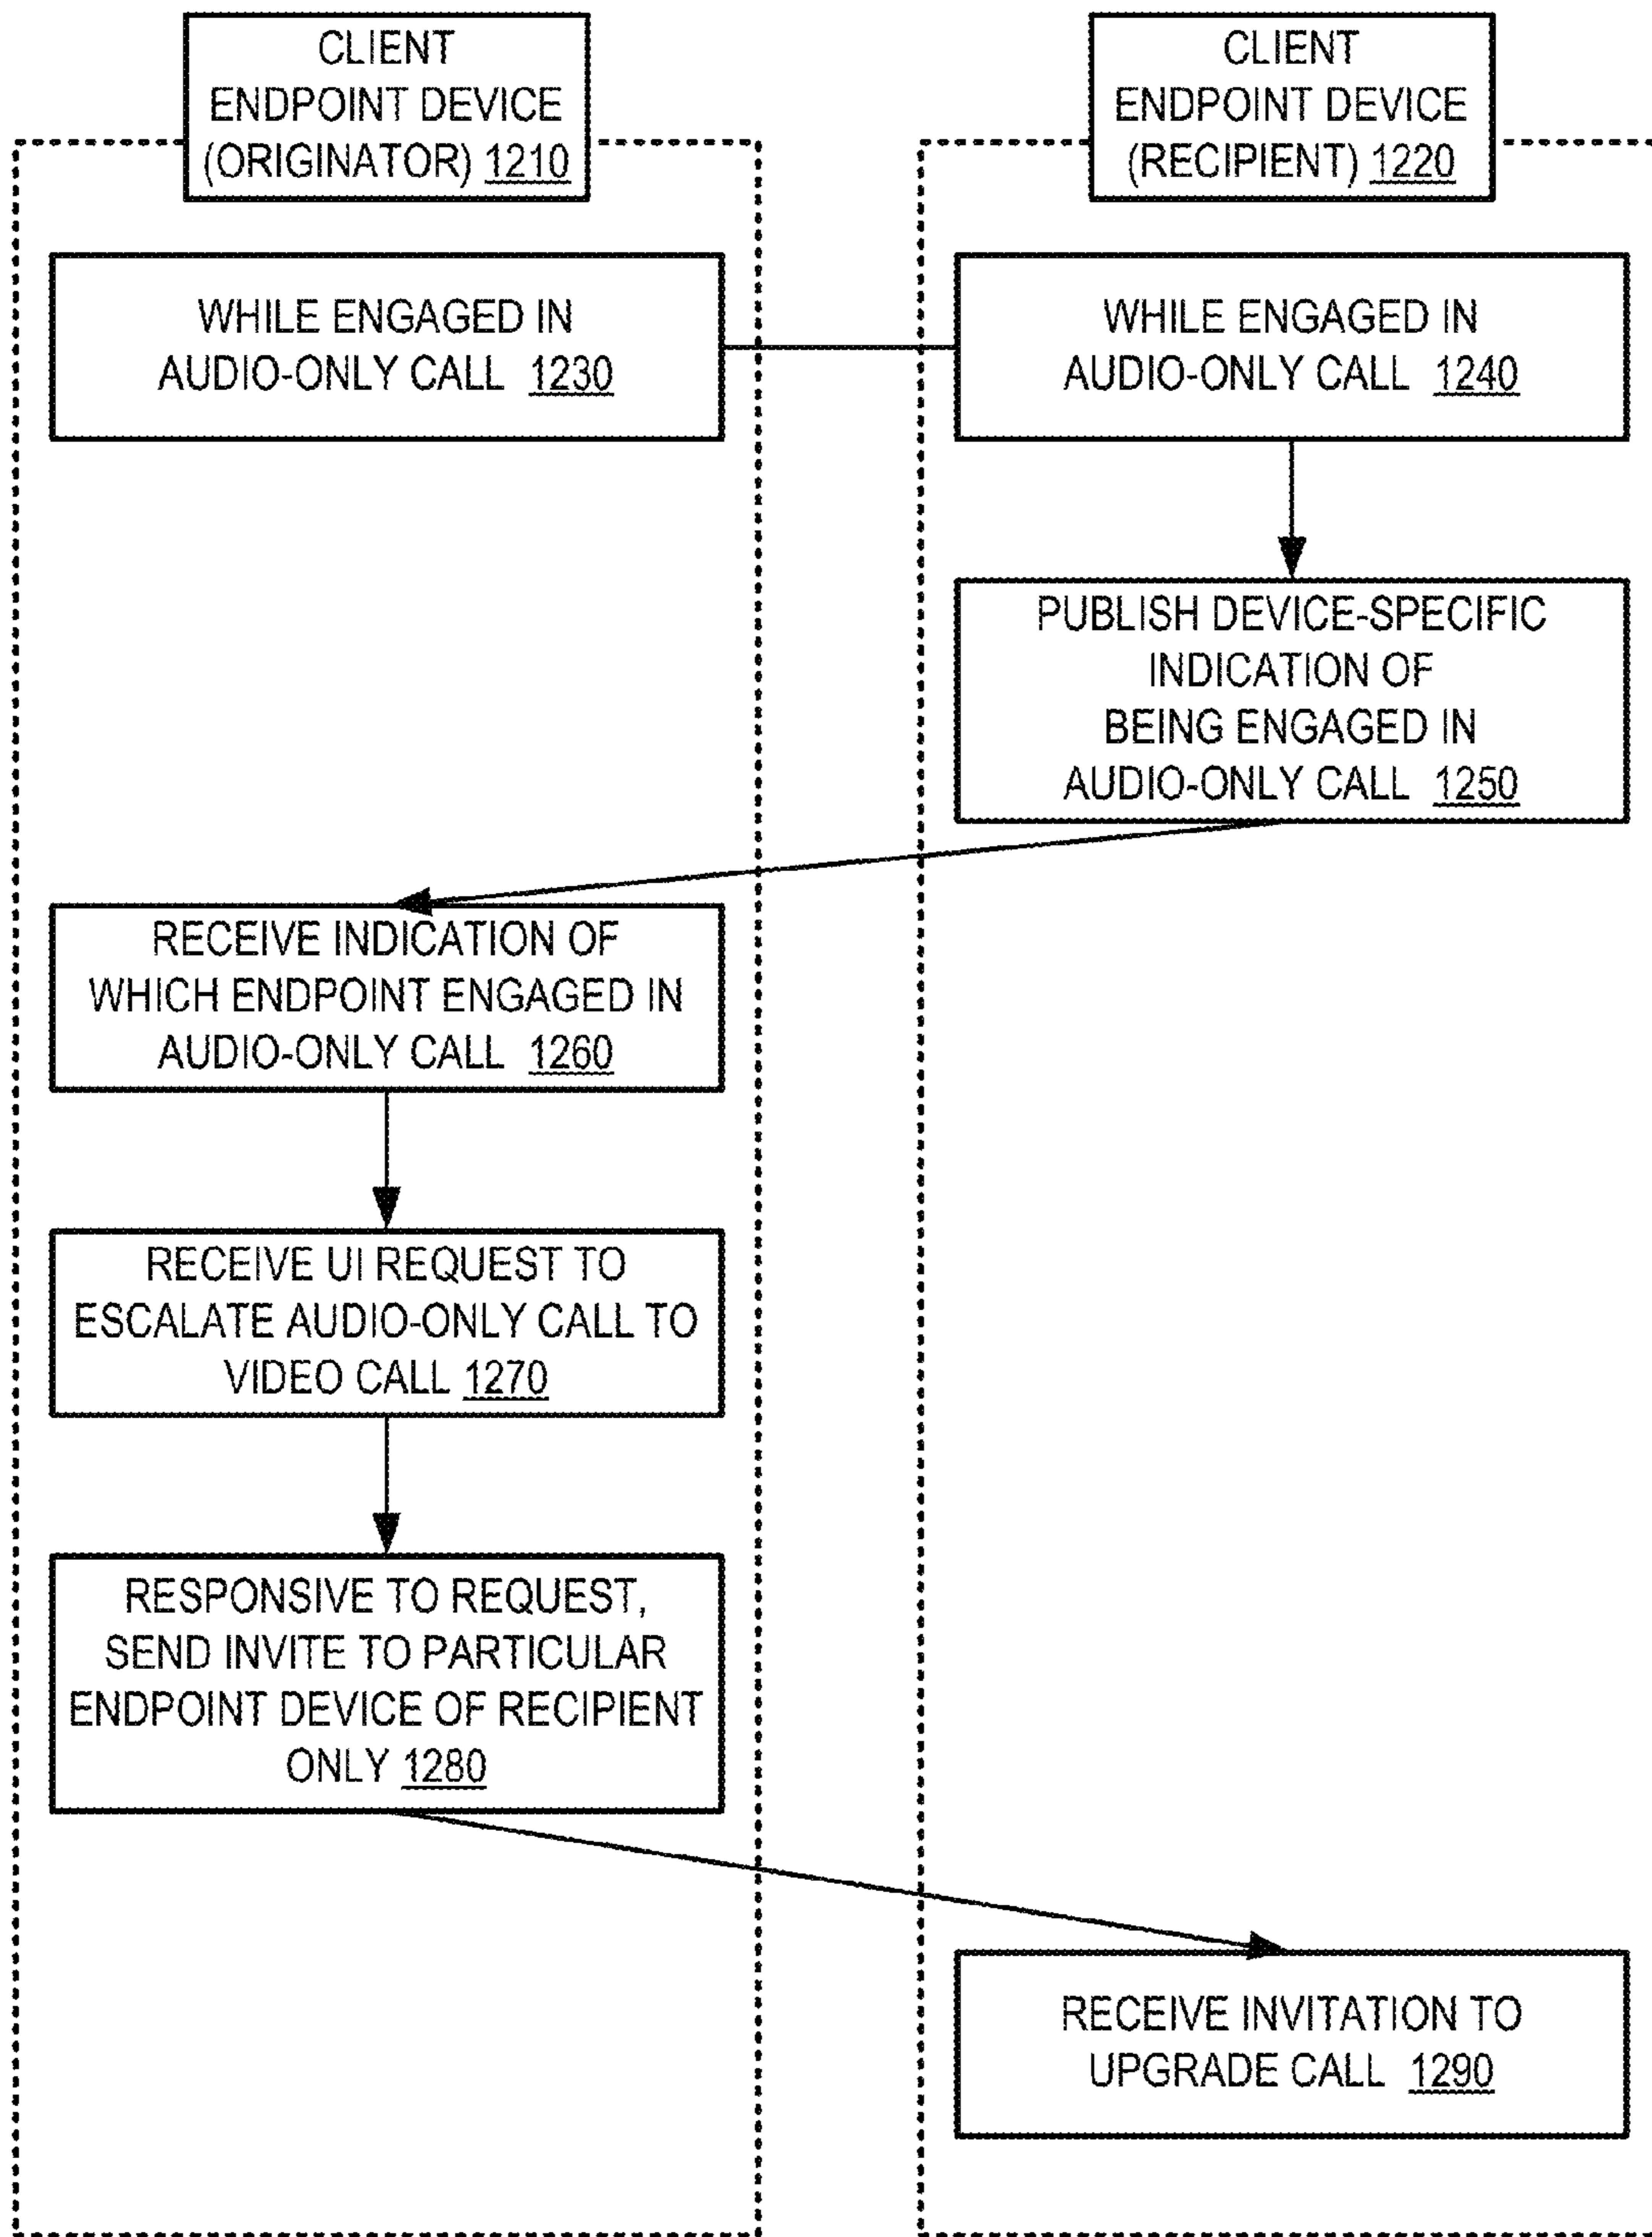 CLIENT
ENDPOINT DEVICE
(ORIGINATOR) 1210
CLIENT
ENDPOINT DEVICE
(RECIPIENT) 1220
WHILE ENGAGED IN
AUDIO-ONLY CALL 1230
WHILE ENGAGED IN
AUDIO-ONLY CALL 1240
PUBLISH DEVICE-SPECIFIC
INDICATION OF
BEING ENGAGED IN
AUDIO-ONLY CALL 1250
RECEIVE INDICATION OF
WHICH ENDPOINT ENGAGED IN
AUDIO-ONLY CALL 1260
RECEIVE UI REQUEST TO
ESCALATE AUDIO-ONLY CALL TO
VIDEO CALL 1270
RESPONSIVE TO REQUEST,
SEND INVITE TO PARTICULAR
ENDPOINT DEVICE OF RECIPIENT
ONLY 1280
RECEIVE INVITATION TO
UPGRADE CALL 1290